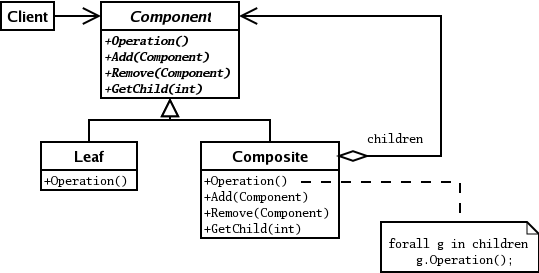 Client
Component
+Operation()
+Add(Component)
+Remove(Component)
+GetChild(int)
children
Leaf
+Operation()
Composite
+Operation()
+Add(Component)
+Remove(Component)
+GetChild(int)
forall g in children
g.Operation();